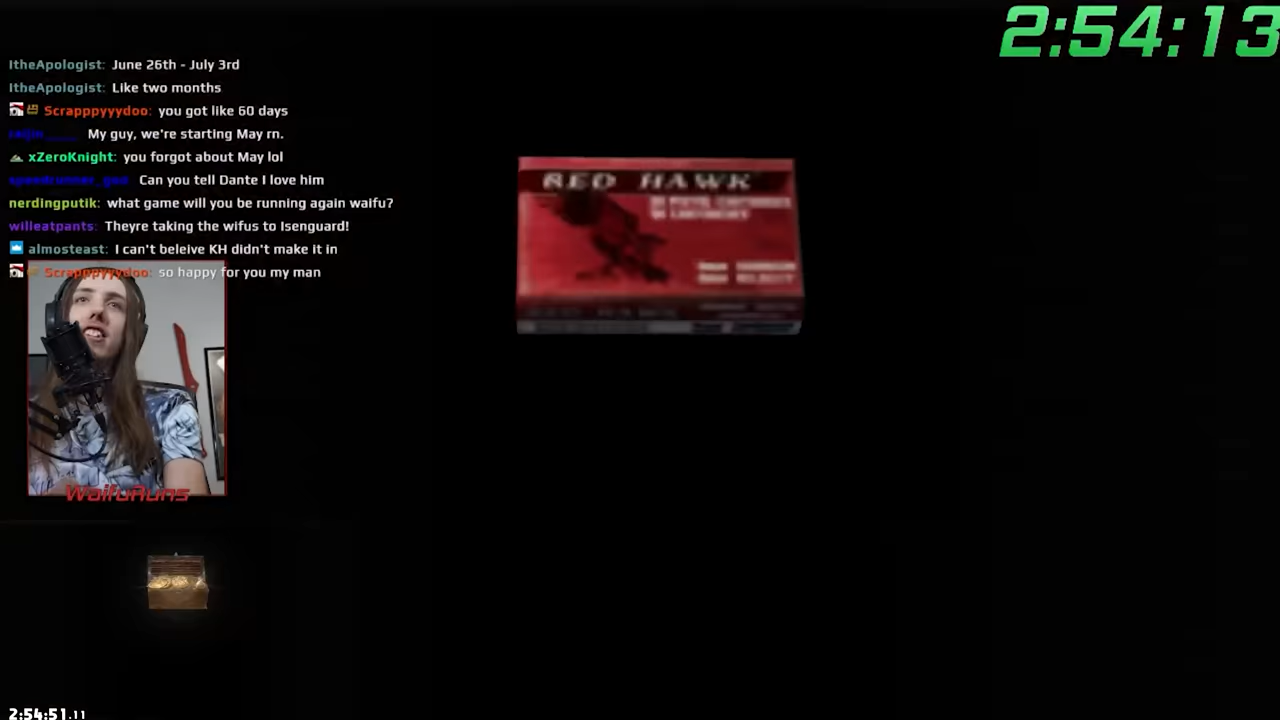 2:54:13
ItheApologist: June 26th - July 3rd
ItheApologist: Like two months
Scrapppyyydoo: you got like 60 days
My guy, we're starting May rn.
xZeroKnight: you forgot about May lol
Can you tell Dante I love him
nerdingputik: what game will you be running again waifu?
willeatpants: Theyre taking the wifus to Isenguard!
almosteast: I can't beleive KH didn't make it in
Scrapppyyydoo: so happy for you my man
RED HAWK
WaifuRuns
2:54:51.11